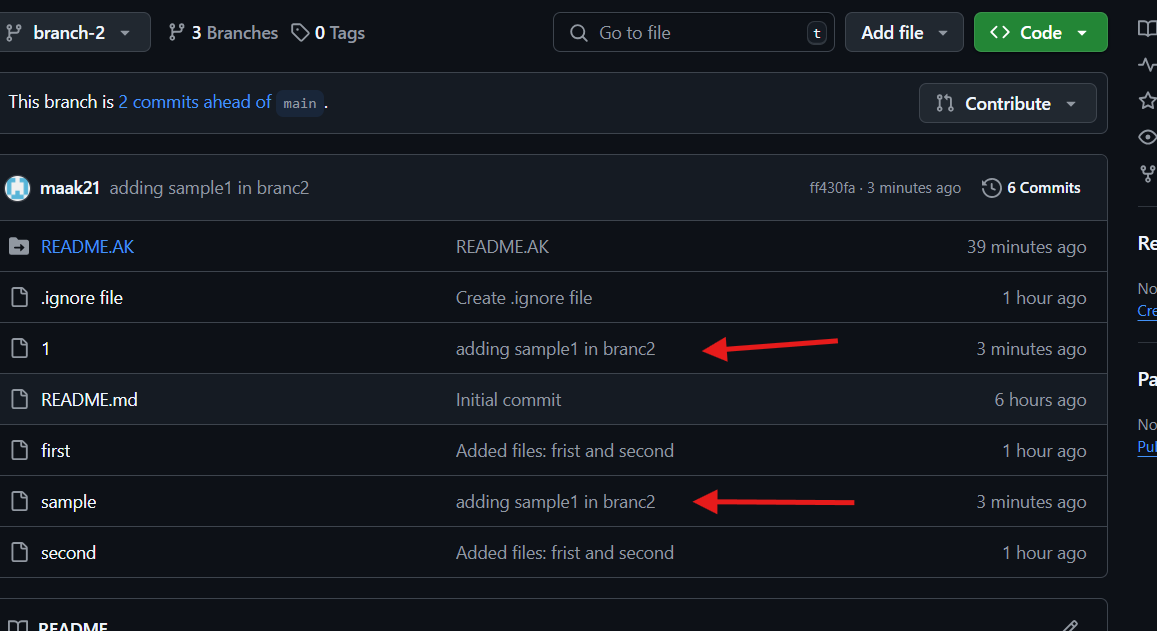 branch-2 3 Branches 0 Tags Go to file t Add file Code
This branch is 2 commits ahead of main .
Contribute
maak21 adding sample1 in branc2 ff430fa · 3 minutes ago 6 Commits
README.AK README.AK 39 minutes ago
.ignore file Create .ignore file 1 hour ago
1 adding sample1 in branc2 3 minutes ago
README.md Initial commit 6 hours ago
first Added files: frist and second 1 hour ago
sample adding sample1 in branc2 3 minutes ago
second Added files: frist and second 1 hour ago
README
Re
No
Cre
Pa
No
Pul